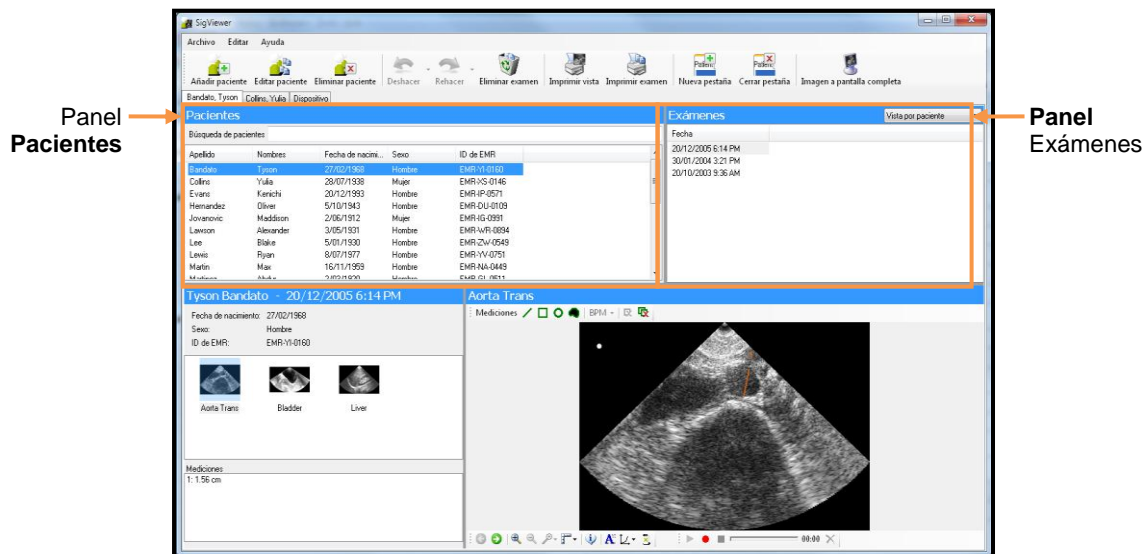 SigViewer
Archivo Editar Ayuda
Añadir paciente Editar paciente Eliminar paciente Deshacer Rehacer Eliminar examen Imprimir vista Imprimir examen Nueva pestaña Cerrar pestaña Imagen a pantalla completa
Bandato, Tyson Collins, Yulia Dispositivo
Panel
Pacientes
Pacientes
Búsqueda de pacientes
Apellido Nombres Fecha de nacimi... Sexo ID de EMR
Bandato Tyson 27/02/1968 Hombre EMR-YI-0160
Collins Yulia 28/07/1938 Mujer EMR-XS-0146
Evans Kenichi 20/12/1993 Hombre EMR-IP-0571
Hernandez Oliver 5/10/1943 Hombre EMR-DU-0109
Jovanovic Maddison 2/06/1912 Mujer EMR-IG-0991
Lawson Alexander 3/05/1931 Hombre EMR-WR-0894
Lee Blake 5/01/1930 Hombre EMR-ZW-0549
Lewis Ryan 8/07/1977 Hombre EMR-YV-0751
Martin Max 16/11/1959 Hombre EMR-NA-0449
Exámenes Vista por paciente
Fecha
20/12/2005 6:14 PM
30/01/2004 3:21 PM
20/10/2003 9:36 AM
Panel
Exámenes
Tyson Bandato - 20/12/2005 6:14 PM
Fecha de nacimiento: 27/02/1968
Sexo: Hombre
ID de EMR: EMR-YI-0160
Aorta Trans Bladder Liver
Mediciones
1: 1.56 cm
Aorta Trans
Mediciones BPM
00:00